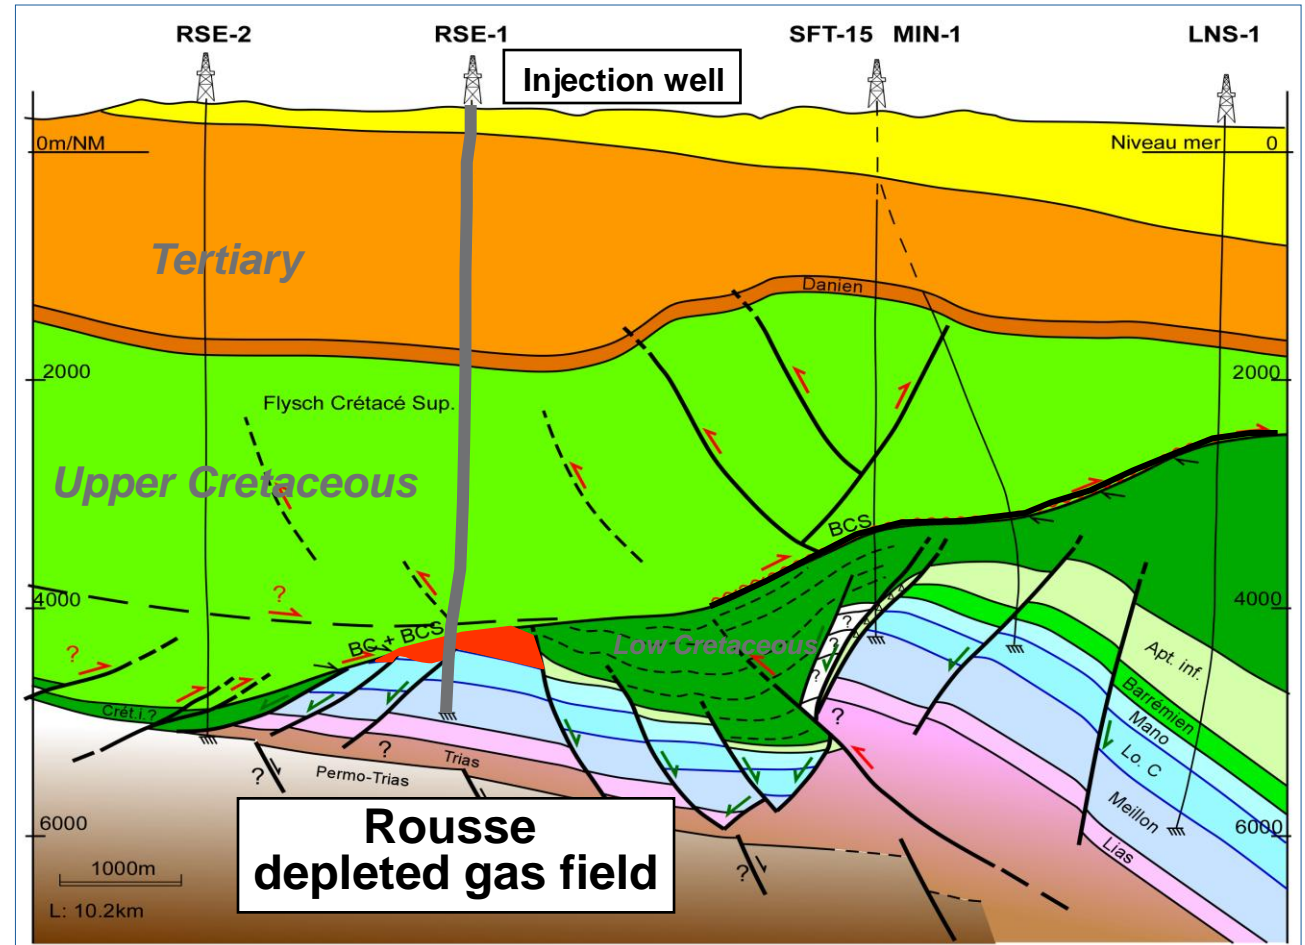 RSE-2
RSE-1
SFT-15
MIN-1
LNS-1
Injection well
0m/NM
Niveau mer
0
Tertiary
Danien
2000
2000
Flysch Crétacé Sup.
Upper Cretaceous
BCS
?
4000
4000
BC + BCS
Low Cretaceous
?
?
?
?
Apt. inf.
Barrémien
Mano
Lo. C
Meillon
Lias
Crét.i.?
?
?
Trias
Permo-Trias
?
?
6000
6000
Rousse
depleted gas field
1000m
L: 10.2km